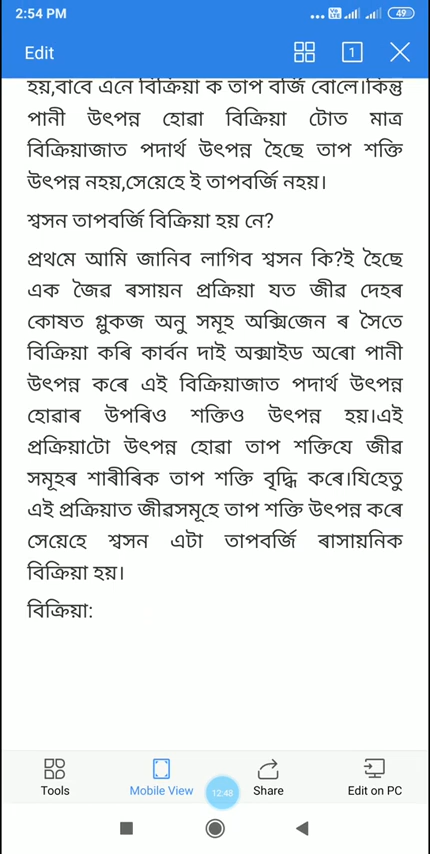 2:54 PM
49
Edit
1
হয়,বাবে এনে বিক্ৰিয়া ক তাপ বৰ্জি বোলে।কিন্তু
পানী উৎপন্ন হোৱা বিক্ৰিয়া টোত মাত্ৰ
বিক্ৰিয়াজাত পদাৰ্থ উৎপন্ন হৈছে তাপ শক্তি
উৎপন্ন নহয়,সেয়েহে ই তাপবৰ্জি নহয়।
শ্বসন তাপবৰ্জি বিক্ৰিয়া হয় নে?
প্ৰথমে আমি জানিব লাগিব শ্বসন কি?ই হৈছে
এক জৈৱ ৰসায়ন প্ৰক্ৰিয়া যত জীৱ দেহৰ
কোষত গ্লুকজ অনু সমূহ অক্সিজেন ৰ সৈতে
বিক্ৰিয়া কৰি কাৰ্বন দাই অক্সাইড অৰো পানী
উৎপন্ন কৰে এই বিক্ৰিয়াজাত পদাৰ্থ উৎপন্ন
হোৱাৰ উপৰিও শক্তিও উৎপন্ন হয়।এই
প্ৰক্ৰিয়াটো উৎপন্ন হোৱা তাপ শক্তিযে জীৱ
সমূহৰ শাৰীৰিক তাপ শক্তি বৃদ্ধি কৰে।যিহেতু
এই প্ৰক্ৰিয়াত জীৱসমূহে তাপ শক্তি উৎপন্ন কৰে
সেয়েহে শ্বসন এটা তাপবৰ্জি ৰাসায়নিক
বিক্ৰিয়া হয়।
বিক্ৰিয়া:
12:48
Tools Mobile View Share Edit on PC